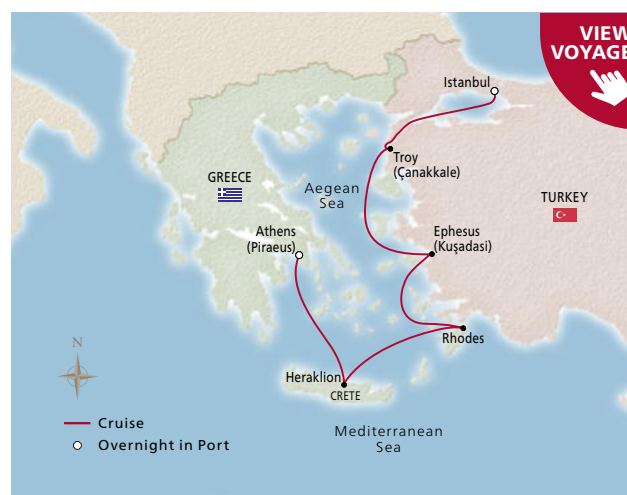 VIEW
VOYAGE
Istanbul
Troy
(Çanakkale)
GREECE
Aegean
Sea
TURKEY
Athens
(Piraeus)
Ephesus
(Kuşadasi)
Rhodes
N
Heraklion
CRETE
Cruise
Overnight in Port
Mediterranean
Sea